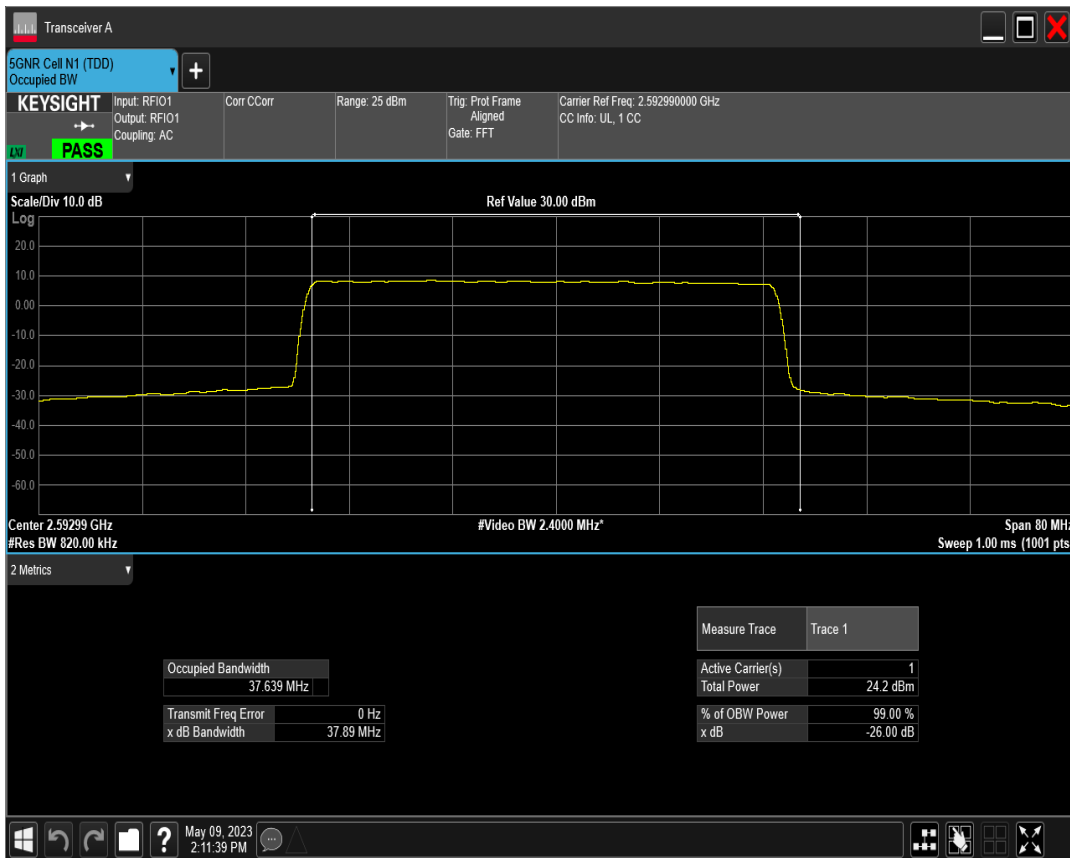 Transceiver A
5GNR Cell N1 (TDD)
Occupied BW
+
KEYSIGHT
LXI
PASS
Input: RFIO1
Output: RFIO1
Coupling: AC
Corr CCorr
Range: 25 dBm
Trig: Prot Frame
Aligned
Gate: FFT
Carrier Ref Freq: 2.592990000 GHz
CC Info: UL, 1 CC
1 Graph
Scale/Div 10.0 dB
Ref Value 30.00 dBm
Log
20.0
10.0
0.00
-10.0
-20.0
-30.0
-40.0
-50.0
-60.0
Center 2.59299 GHz
#Video BW 2.4000 MHz*
Span 80 MHz
#Res BW 820.00 kHz
Sweep 1.00 ms (1001 pts
2 Metrics
Measure Trace Trace 1
Occupied Bandwidth
37.639 MHz
Active Carrier(s) 1
Total Power 24.2 dBm
Transmit Freq Error 0 Hz
x dB Bandwidth 37.89 MHz
% of OBW Power 99.00 %
x dB -26.00 dB
?
May 09, 2023
2:11:39 PM